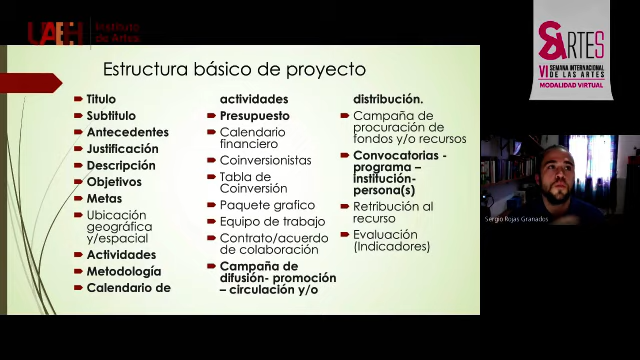 UAEH
Instituto
de Artes
Estructura básico de proyecto
Titulo
Subtitulo
Antecedentes
Justificación
Descripción
Objetivos
Metas
Ubicación
geográfica
y/espacial
Actividades
Metodología
Calendario de
actividades
Presupuesto
Calendario
financiero
Coinversionistas
Tabla de
Coinversión
Paquete grafico
Equipo de trabajo
Contrato/acuerdo
de colaboración
Campaña de
difusión- promoción
– circulación y/o
distribución.
Campaña de
procuración de
fondos y/o recursos
Convocatorias -
programa –
institución-
persona(s)
Retribución al
recurso
Evaluación
(Indicadores)
SARTES
VI SEMANA INTERNACIONAL
DE LAS ARTES
MODALIDAD VIRTUAL
Sergio Rojas Granados